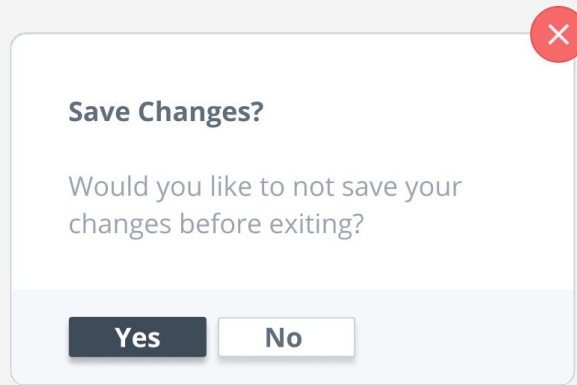 Save Changes?
Would you like to not save your
changes before exiting?
Yes No